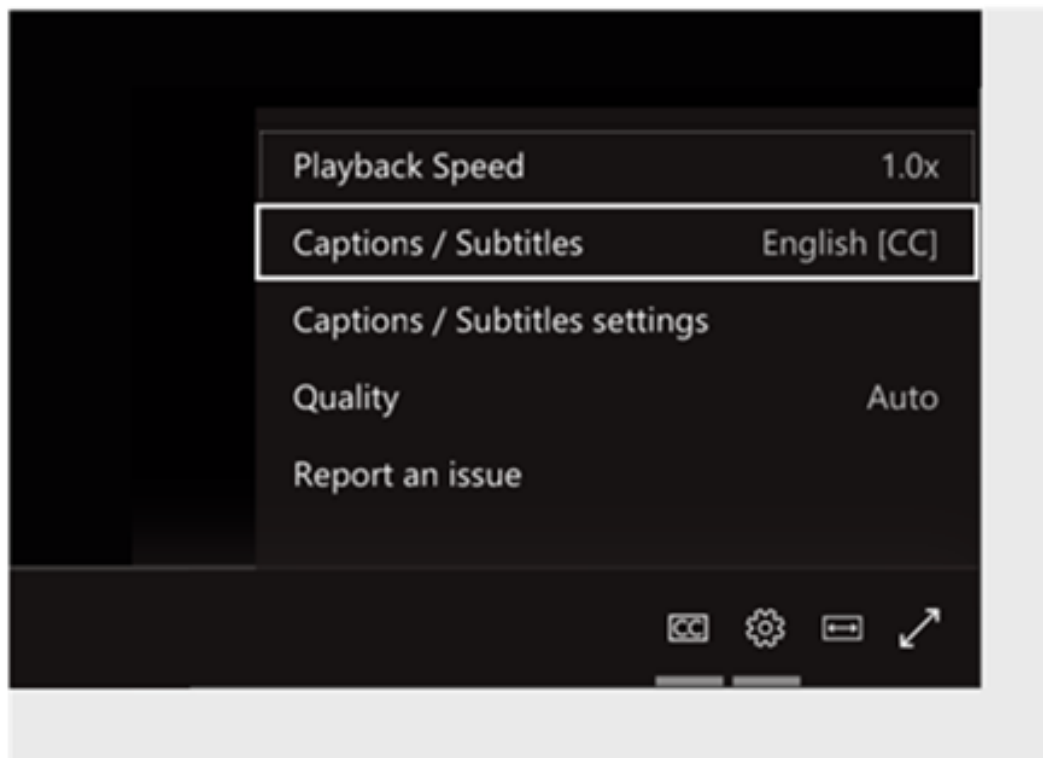 Playback Speed 1.0x
Captions / Subtitles English [CC]
Captions / Subtitles settings
Quality Auto
Report an issue
CC